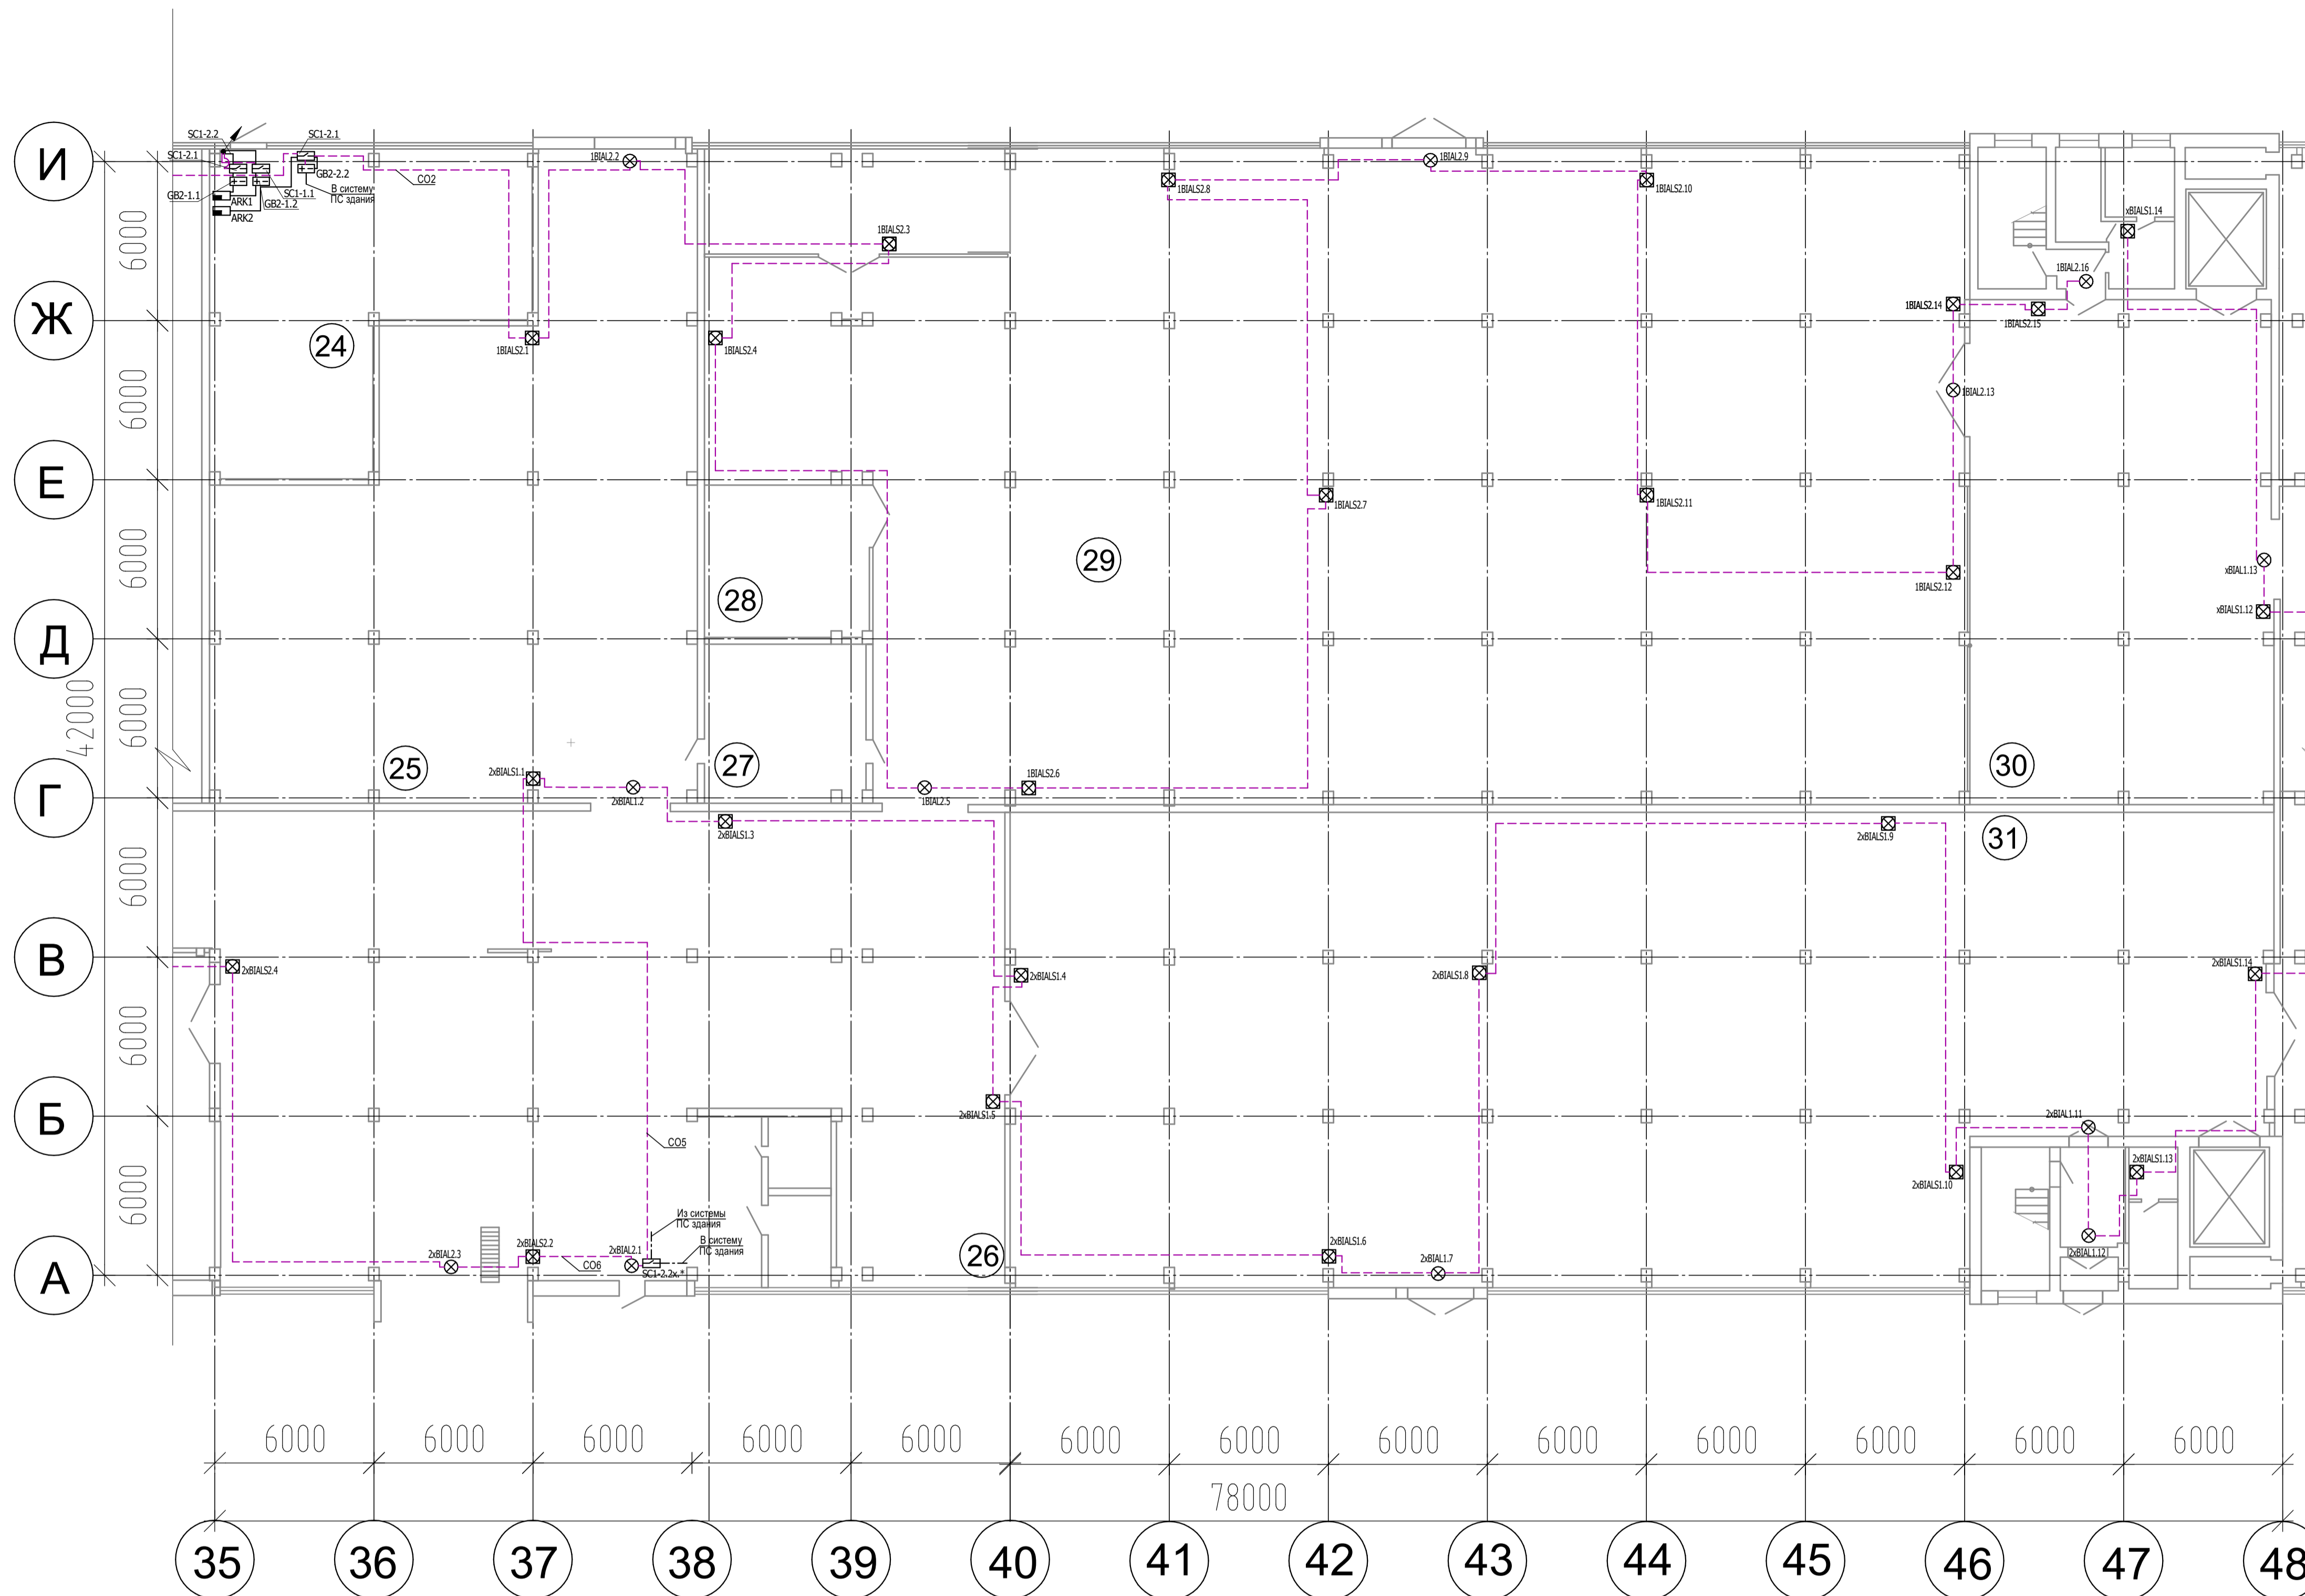 SC1-2.2
SC1-2.1
SC1-2.1
И
1BIAL2.2
1BIAL2.9
CO2
GB2-2.2
В систему
ПС здания
GB2-1.1
SC1-1.1
1BIALS2.8
1BIALS2.10
ARK1
GB2-1.2
ARK2
xBIALS1.14
1BIALS2.3
6000
1BIAL2.16
1BIALS2.14
Ж
1BIALS2.15
24
1BIALS2.1
1BIALS2.4
1BIAL2.13
6000
Е
1BIALS2.7
1BIALS2.11
29
6000
xBIAL1.13
1BIALS2.12
28
xBIALS1.12
Д
6000
42000
25
27
30
2xBIALS1.1
1BIALS2.6
2xBIAL1.2
1BIAL2.5
Г
2xBIALS1.3
2xBIALS1.9
31
6000
В
2xBIALS2.4
2xBIALS1.4
2xBIALS1.8
2xBIALS1.14
6000
2xBIALS1.5
2xBIAL1.11
Б
CO5
2xBIALS1.13
2xBIALS1.10
6000
Из системы
ПС здания
2xBIALS2.2
В систему
ПС здания
2xBIALS1.6
2xBIAL2.3
2xBIAL2.1
CO6
SC1-2.2x.*
26
2xBIAL1.7
2xBIAL1.12
А
6000
6000
6000
6000
6000
6000
6000
6000
6000
6000
6000
6000
6000
78000
35
36
37
38
39
40
41
42
43
44
45
46
47
48